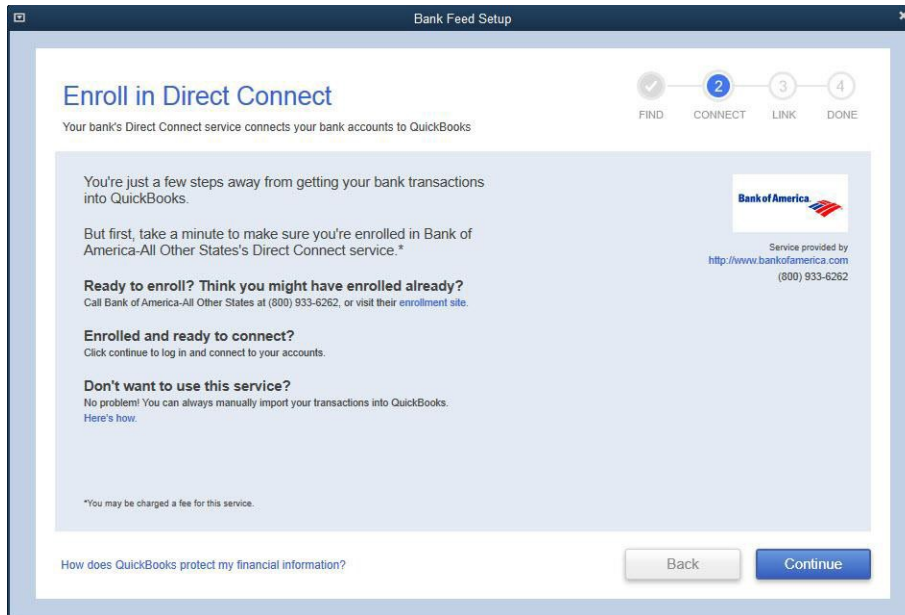 Bank Feed Setup
Enroll in Direct Connect
Your bank's Direct Connect service connects your bank accounts to QuickBooks
2
3
4
FIND
CONNECT
LINK
DONE
You're just a few steps away from getting your bank transactions
into QuickBooks.
But first, take a minute to make sure you're enrolled in Bank of
America-All Other States's Direct Connect service.*
Ready to enroll? Think you might have enrolled already?
Call Bank of America-All Other States at (800) 933-6262, or visit their enrollment site.
Enrolled and ready to connect?
Click continue to log in and connect to your accounts.
Don't want to use this service?
No problem! You can always manually import your transactions into QuickBooks.
Here's how.
*You may be charged a fee for this service.
Bank of America
Service provided by
http://www.bankofamerica.com
(800) 933-6262
How does QuickBooks protect my financial information?
Back
Continue